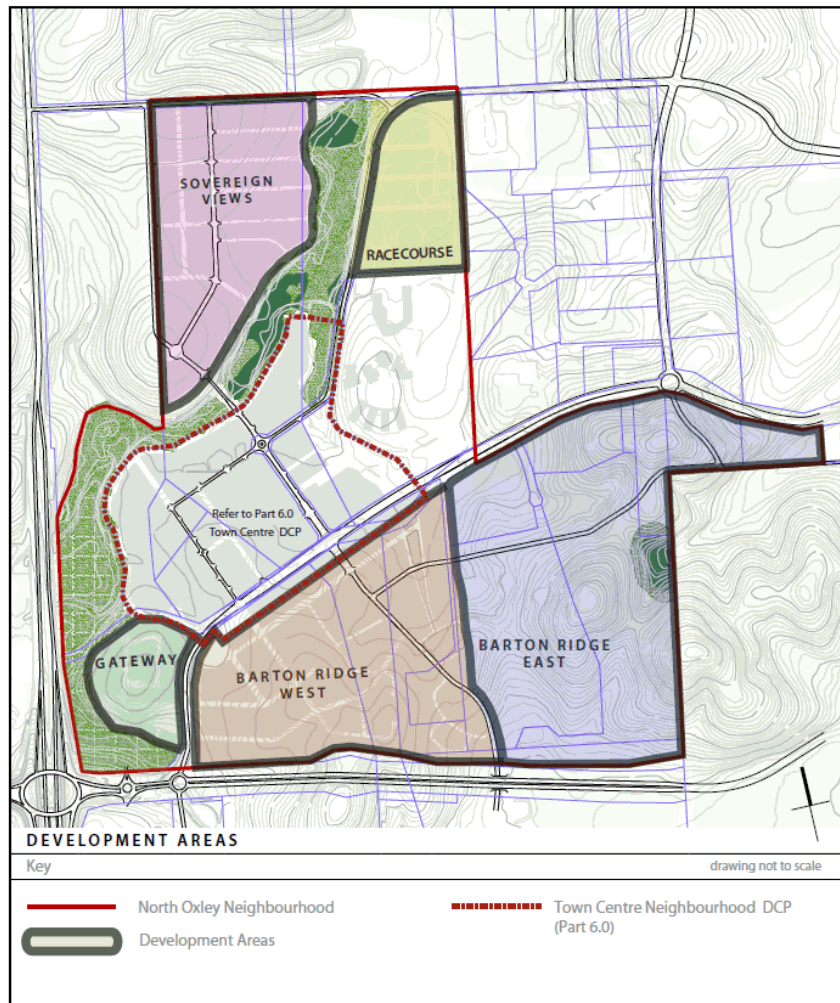 SOVEREIGN
VIEWS
RACECOURSE
Refer to Part 6.0
Town Centre DCP
GATEWAY
BARTON RIDGE
WEST
BARTON RIDGE
EAST
DEVELOPMENT AREAS
Key
drawing not to scale
North Oxley Neighbourhood
Development Areas
Town Centre Neighbourhood DCP
(Part 6.0)